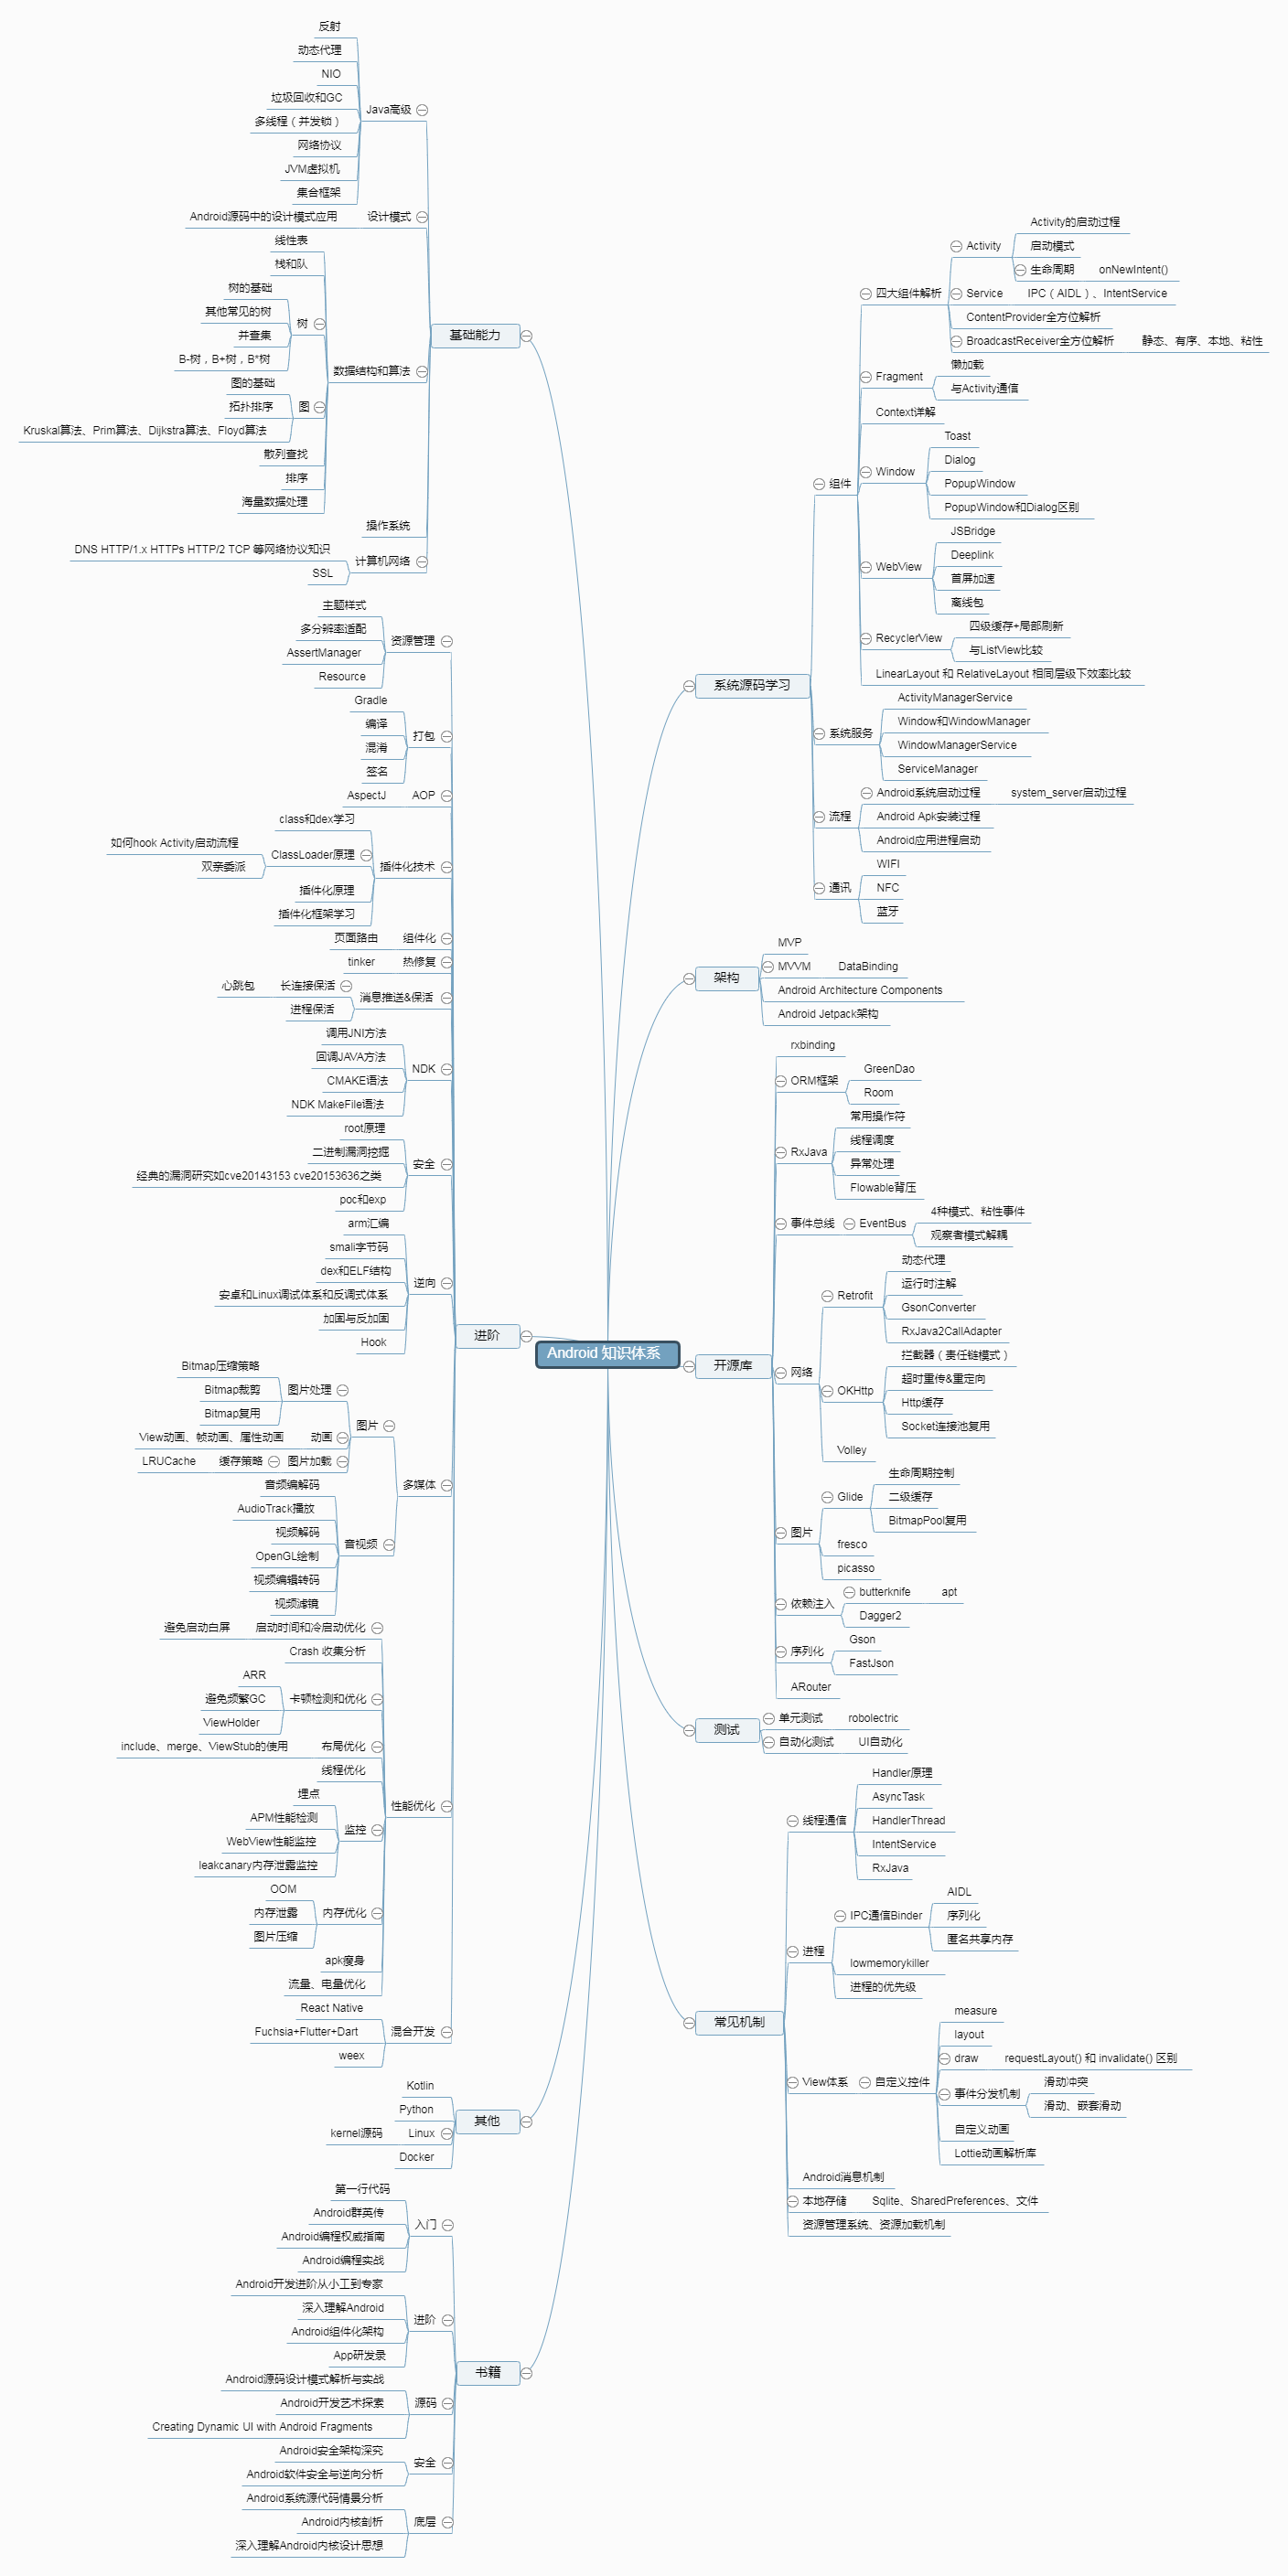 Android 知识体系
基础能力
Java高级
反射
动态代理
NIO
垃圾回收和GC
多线程（并发锁）
网络协议
JVM虚拟机
集合框架
设计模式
Android源码中的设计模式应用
数据结构和算法
线性表
栈和队
树
树的基础
其他常见的树
并查集
B-树，B+树，B*树
图
图的基础
拓扑排序
Kruskal算法、Prim算法、Dijkstra算法、Floyd算法
散列查找
排序
海量数据处理
操作系统
计算机网络
DNS HTTP/1.x HTTPs HTTP/2 TCP 等网络协议知识
SSL
进阶
资源管理
主题样式
多分辨率适配
AssertManager
Resource
打包
Gradle
编译
混淆
签名
AOP
AspectJ
插件化技术
class和dex学习
ClassLoader原理
如何hook Activity启动流程
双亲委派
插件化原理
插件化框架学习
组件化
页面路由
热修复
tinker
消息推送&保活
长连接保活
心跳包
进程保活
NDK
调用JNI方法
回调JAVA方法
CMAKE语法
NDK MakeFile语法
安全
root原理
二进制漏洞挖掘
经典的漏洞研究如cve20143153 cve20153636之类
poc和exp
逆向
arm汇编
smali字节码
dex和ELF结构
安卓和Linux调试体系和反调式体系
加固与反加固
Hook
多媒体
图片
图片处理
Bitmap压缩策略
Bitmap裁剪
Bitmap复用
动画
View动画、帧动画、属性动画
图片加载
缓存策略
LRUCache
音视频
音频编解码
AudioTrack播放
视频解码
OpenGL绘制
视频编辑转码
视频滤镜
性能优化
启动时间和冷启动优化
避免启动白屏
Crash 收集分析
卡顿检测和优化
ARR
避免频繁GC
ViewHolder
布局优化
include、merge、ViewStub的使用
线程优化
监控
埋点
APM性能检测
WebView性能监控
leakcanary内存泄露监控
内存优化
OOM
内存泄露
图片压缩
apk瘦身
流量、电量优化
混合开发
React Native
Fuchsia+Flutter+Dart
weex
其他
Kotlin
Python
Linux
kernel源码
Docker
书籍
入门
第一行代码
Android群英传
Android编程权威指南
Android编程实战
进阶
Android开发进阶从小工到专家
深入理解Android
Android组件化架构
App研发录
源码
Android源码设计模式解析与实战
Android开发艺术探索
Creating Dynamic UI with Android Fragments
安全
Android安全架构深究
Android软件安全与逆向分析
底层
Android系统源代码情景分析
Android内核剖析
深入理解Android内核设计思想
系统源码学习
组件
四大组件解析
Activity
Activity的启动过程
启动模式
生命周期
onNewIntent()
Service
IPC（AIDL）、IntentService
ContentProvider全方位解析
BroadcastReceiver全方位解析
静态、有序、本地、粘性
Fragment
懒加载
与Activity通信
Context详解
Window
Toast
Dialog
PopupWindow
PopupWindow和Dialog区别
WebView
JSBridge
Deeplink
首屏加速
离线包
RecyclerView
四级缓存+局部刷新
与ListView比较
LinearLayout 和 RelativeLayout 相同层级下效率比较
系统服务
ActivityManagerService
Window和WindowManager
WindowManagerService
ServiceManager
流程
Android系统启动过程
system_server启动过程
Android Apk安装过程
Android应用进程启动
通讯
WIFI
NFC
蓝牙
架构
MVP
MVVM
DataBinding
Android Architecture Components
Android Jetpack架构
开源库
rxbinding
ORM框架
GreenDao
Room
RxJava
常用操作符
线程调度
异常处理
Flowable背压
事件总线
EventBus
4种模式、粘性事件
观察者模式解耦
网络
Retrofit
动态代理
运行时注解
GsonConverter
RxJava2CallAdapter
OKHttp
拦截器（责任链模式）
超时重传&重定向
Http缓存
Socket连接池复用
Volley
图片
Glide
生命周期控制
二级缓存
BitmapPool复用
fresco
picasso
依赖注入
butterknife
apt
Dagger2
序列化
Gson
FastJson
ARouter
测试
单元测试
robolectric
自动化测试
UI自动化
常见机制
线程通信
Handler原理
AsyncTask
HandlerThread
IntentService
RxJava
进程
IPC通信Binder
AIDL
序列化
匿名共享内存
lowmemorykiller
进程的优先级
View体系
自定义控件
measure
layout
draw
requestLayout() 和 invalidate() 区别
事件分发机制
滑动冲突
滑动、嵌套滑动
自定义动画
Lottie动画解析库
Android消息机制
本地存储
Sqlite、SharedPreferences、文件
资源管理系统、资源加载机制